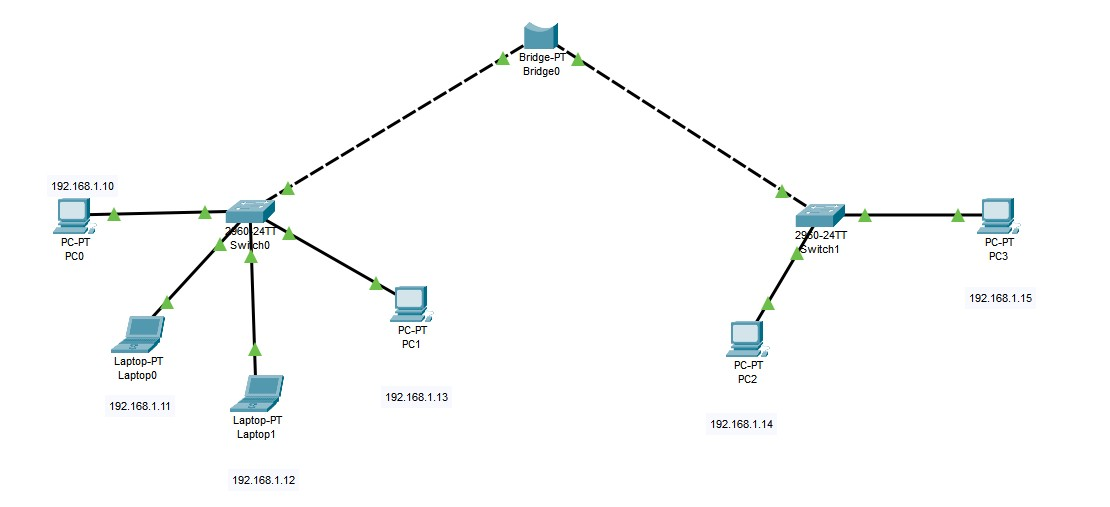 Bridge-PT
Bridge0
192.168.1.10
PC-PT
PC0
2960-24TT
Switch0
2960-24TT
Switch1
PC-PT
PC3
192.168.1.15
PC-PT
PC1
192.168.1.13
Laptop-PT
Laptop0
192.168.1.11
Laptop-PT
Laptop1
192.168.1.12
PC-PT
PC2
192.168.1.14